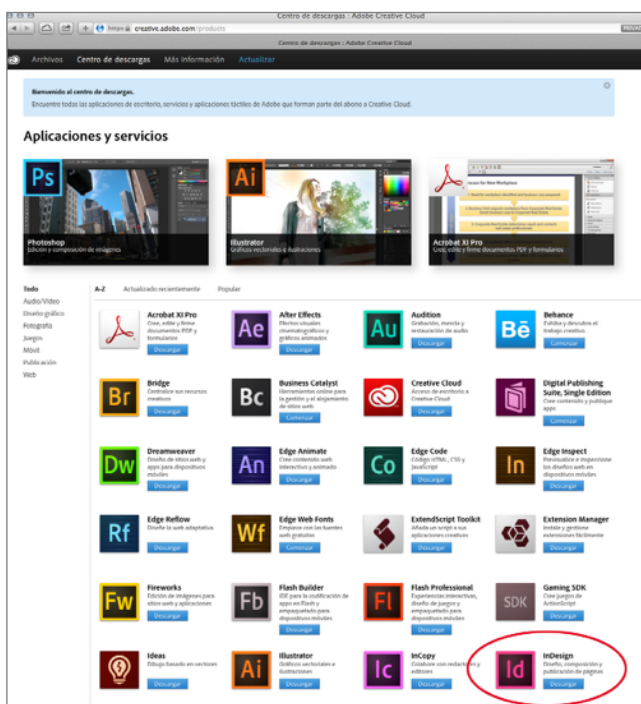 Centro de descargas : Adobe Creative Cloud
https creative.adobe.com/products
Centro de descargas : Adobe Creative Cloud
Archivos Centro de descargas Más información Actualizar
Bienvenido al centro de descargas.
Encuentre todas las aplicaciones de escritorio, servicios y aplicaciones táctiles de Adobe que forman parte del abono a Creative Cloud.
Aplicaciones y servicios
Ps
Ai
Photoshop
Edición y composición de imágenes
Illustrator
Gráficos vectoriales e ilustraciones
Acrobat XI Pro
Cree, edite y firme documentos PDF y formularios
Todo
Audio/Vídeo
Diseño gráfico
Fotografía
Juegos
Móvil
Publicación
Web
A-Z Actualizado recientemente Popular
Acrobat XI Pro
Cree, edite y firme
documentos PDF y
formularios
Descargar
Ae
After Effects
Efectos visuales
cinematográficos y
gráficos animados
Descargar
Au
Audition
Grabación, mezcla y
restauración de audio
Descargar
Bē
Behance
Exhiba y descubra el
trabajo creativo
Comenzar
Br
Bridge
Centralice sus recursos
creativos
Descargar
Bc
Business Catalyst
Herramientas online para
la gestión y el alojamiento
de sitios web
Comenzar
Creative Cloud
Acceso de escritorio a
Creative Cloud
Descargar
Digital Publishing
Suite, Single Edition
Cree contenido y publique
apps
Comenzar
Dw
Dreamweaver
Diseño de sitios web y
apps para dispositivos
móviles
Descargar
An
Edge Animate
Cree contenido web
interactivo y animado
Descargar
Co
Edge Code
Código HTML, CSS y
JavaScript
Descargar
In
Edge Inspect
Previsualice e inspeccione
los diseños web en
dispositivos móviles
Descargar
Rf
Edge Reflow
Diseñe la web adaptativa
Descargar
Wf
Edge Web Fonts
Empiece con las fuentes
web gratuitas
Comenzar
ExtendScript Toolkit
Añada un script a sus
aplicaciones creativas
Descargar
Extension Manager
Instale y gestione
extensiones fácilmente
Descargar
Fw
Fireworks
Edición de imágenes para
sitios web y aplicaciones
Descargar
Fb
Flash Builder
IDE para la codificación de
apps en Flash y
empaquetado para
dispositivos móviles
Descargar
Fl
Flash Professional
Experiencias interactivas,
diseño de juegos y
empaquetado para
dispositivos móviles
Descargar
SDK
Gaming SDK
Cree juegos de
ActionScript
Descargar
Ideas
Dibujo basado en vectores
Descargar
Ai
Illustrator
Gráficos vectoriales e
ilustraciones
Descargar
Ic
InCopy
Colabore con redactores y
editores
Descargar
Id
InDesign
Diseño, composición y
publicación de páginas
Descargar